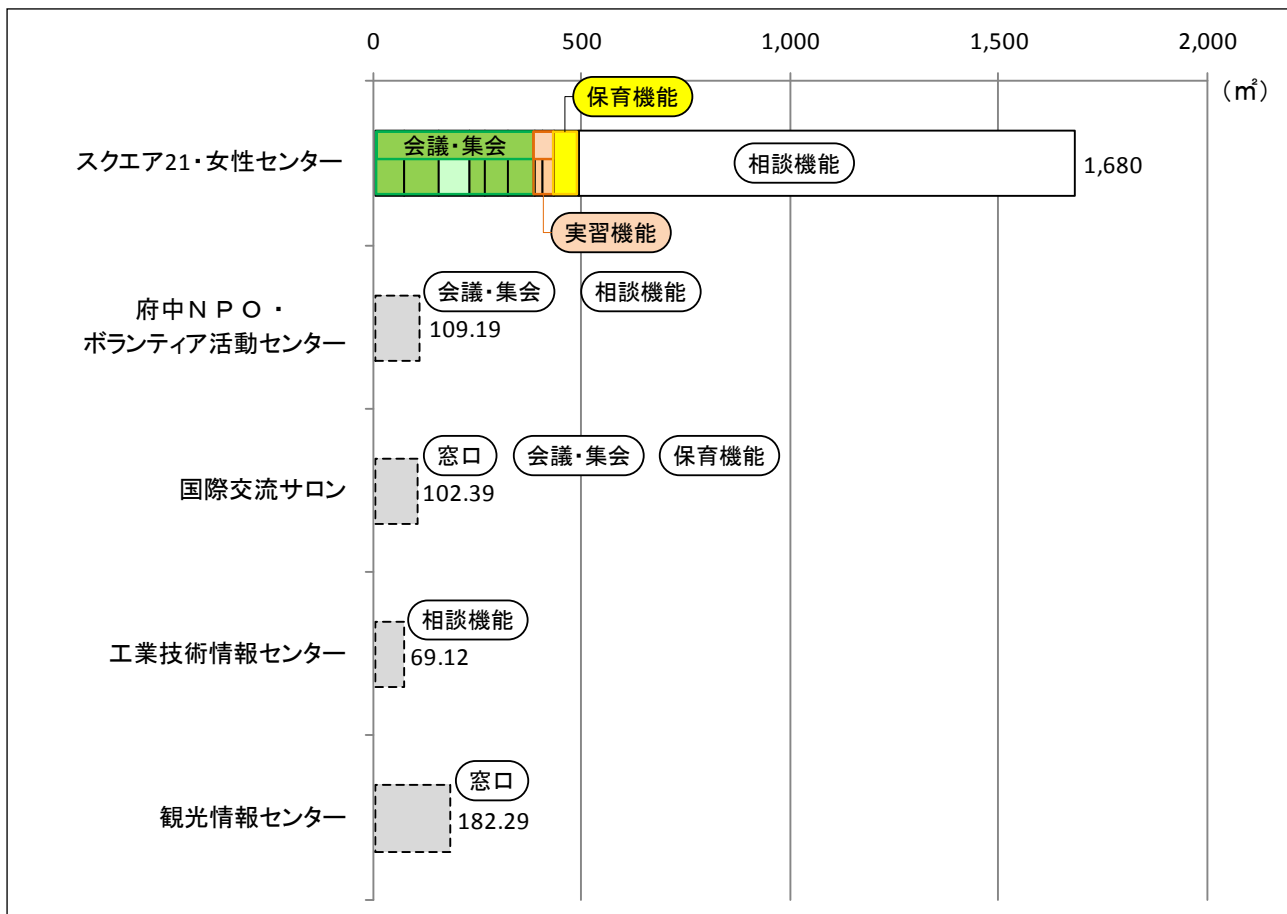 0 500 1,000 1,500 2,000
（㎡）
保育機能
スクエア21・女性センター
会議・集会
相談機能
1,680
実習機能
府中ＮＰＯ・
ボランティア活動センター
会議・集会
相談機能
109.19
国際交流サロン
窓口
会議・集会
保育機能
102.39
工業技術情報センター
相談機能
69.12
観光情報センター
窓口
182.29